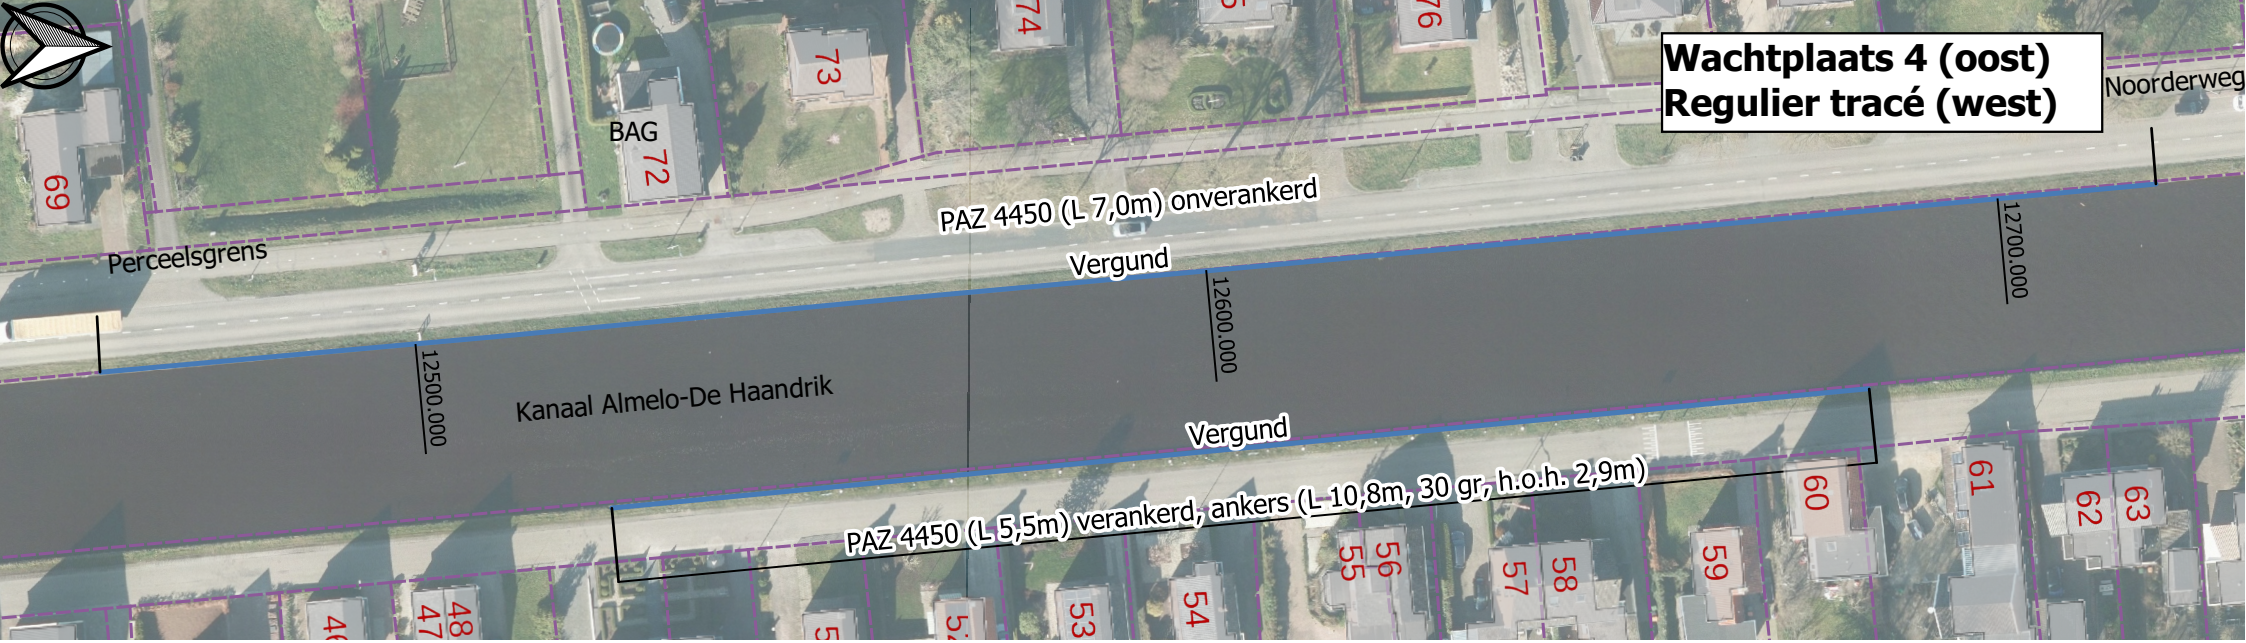 74
76
73
Wachtplaats 4 (oost)
Regulier tracé (west)
Noorderweg
BAG
72
69
PAZ 4450 (L 7,0m) onverankerd
Perceelsgrens
Vergund
12700.000
12600.000
12500.000
Kanaal Almelo-De Haandrik
Vergund
PAZ 4450 (L 5,5m) verankerd, ankers (L 10,8m, 30 gr, h.o.h. 2,9m)
60
61
62
63
55
56
57
58
59
47
48
53
54